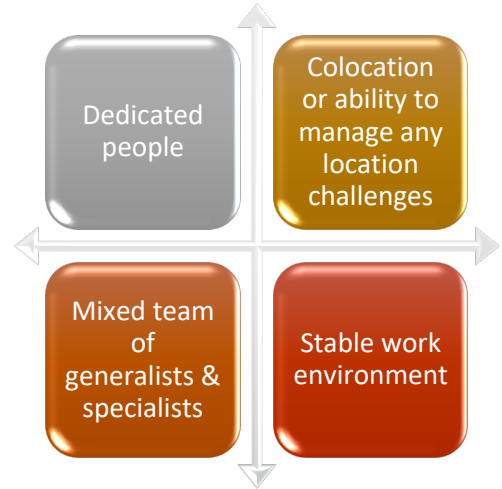 Dedicated
people
Colocation
or ability to
manage any
location
challenges
Mixed team
of
generalists &
specialists
Stable work
environment